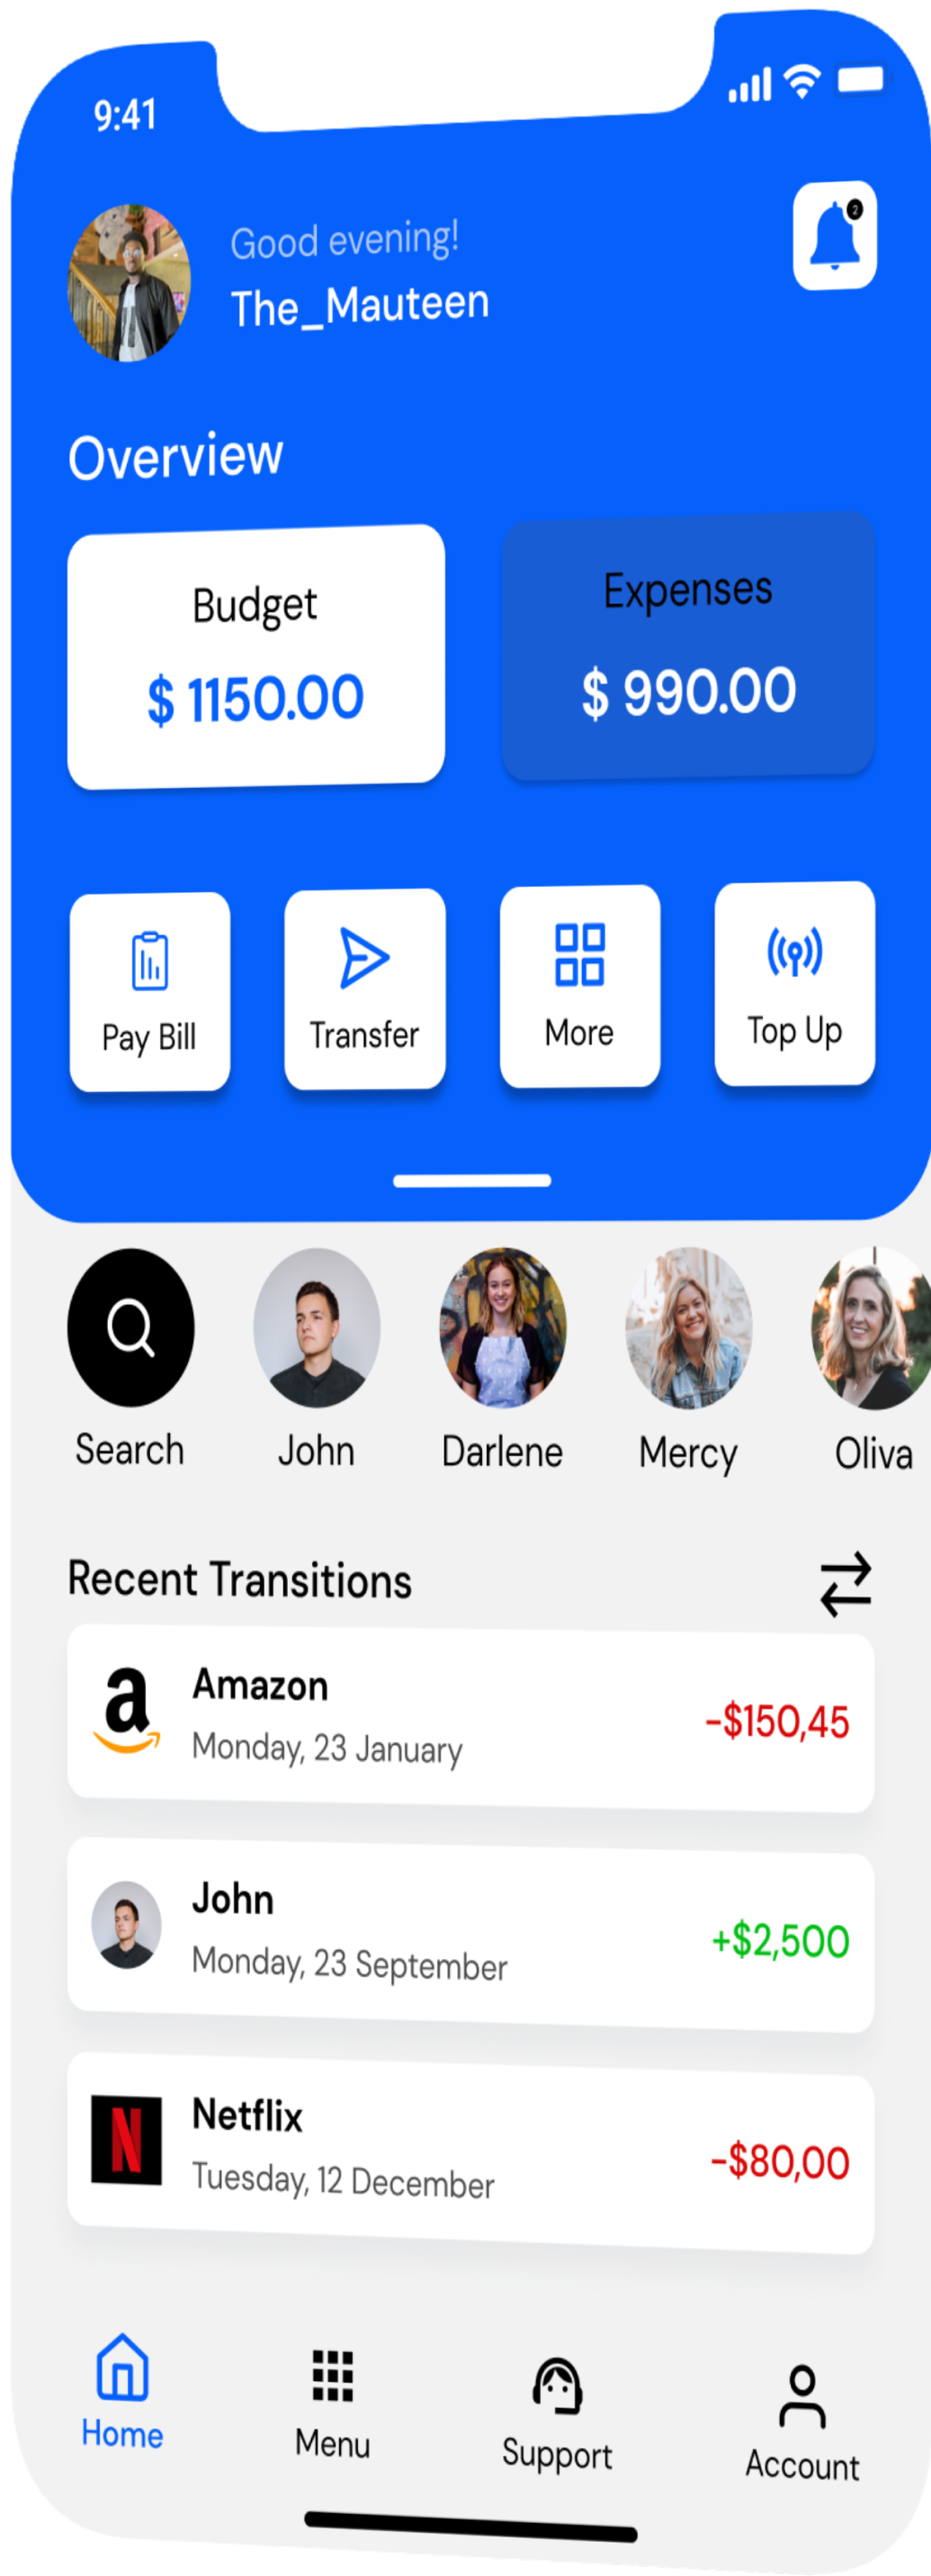 9:41
Good evening!
2
The_Mauteen
Overview
Budget
Expenses
$ 1150.00
$ 990.00
Pay Bill
Transfer
More
Top Up
Search
John
Darlene
Mercy
Oliva
Recent Transitions
Amazon
Monday, 23 January
-$150,45
John
Monday, 23 September
+$2,500
Netflix
Tuesday, 12 December
-$80,00
Home
Menu
Support
Account